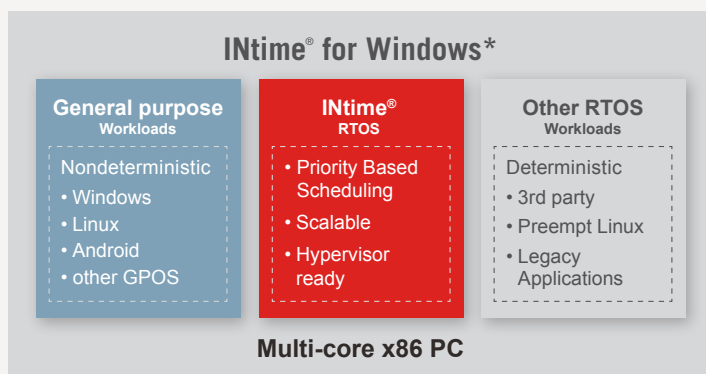 INtime® for Windows*
General purpose
Workloads
Nondeterministic
• Windows
• Linux
• Android
• other GPOS
INtime®
RTOS
• Priority Based
Scheduling
• Scalable
• Hypervisor
ready
Other RTOS
Workloads
Deterministic
• 3rd party
• Preempt Linux
• Legacy
Applications
Multi-core x86 PC